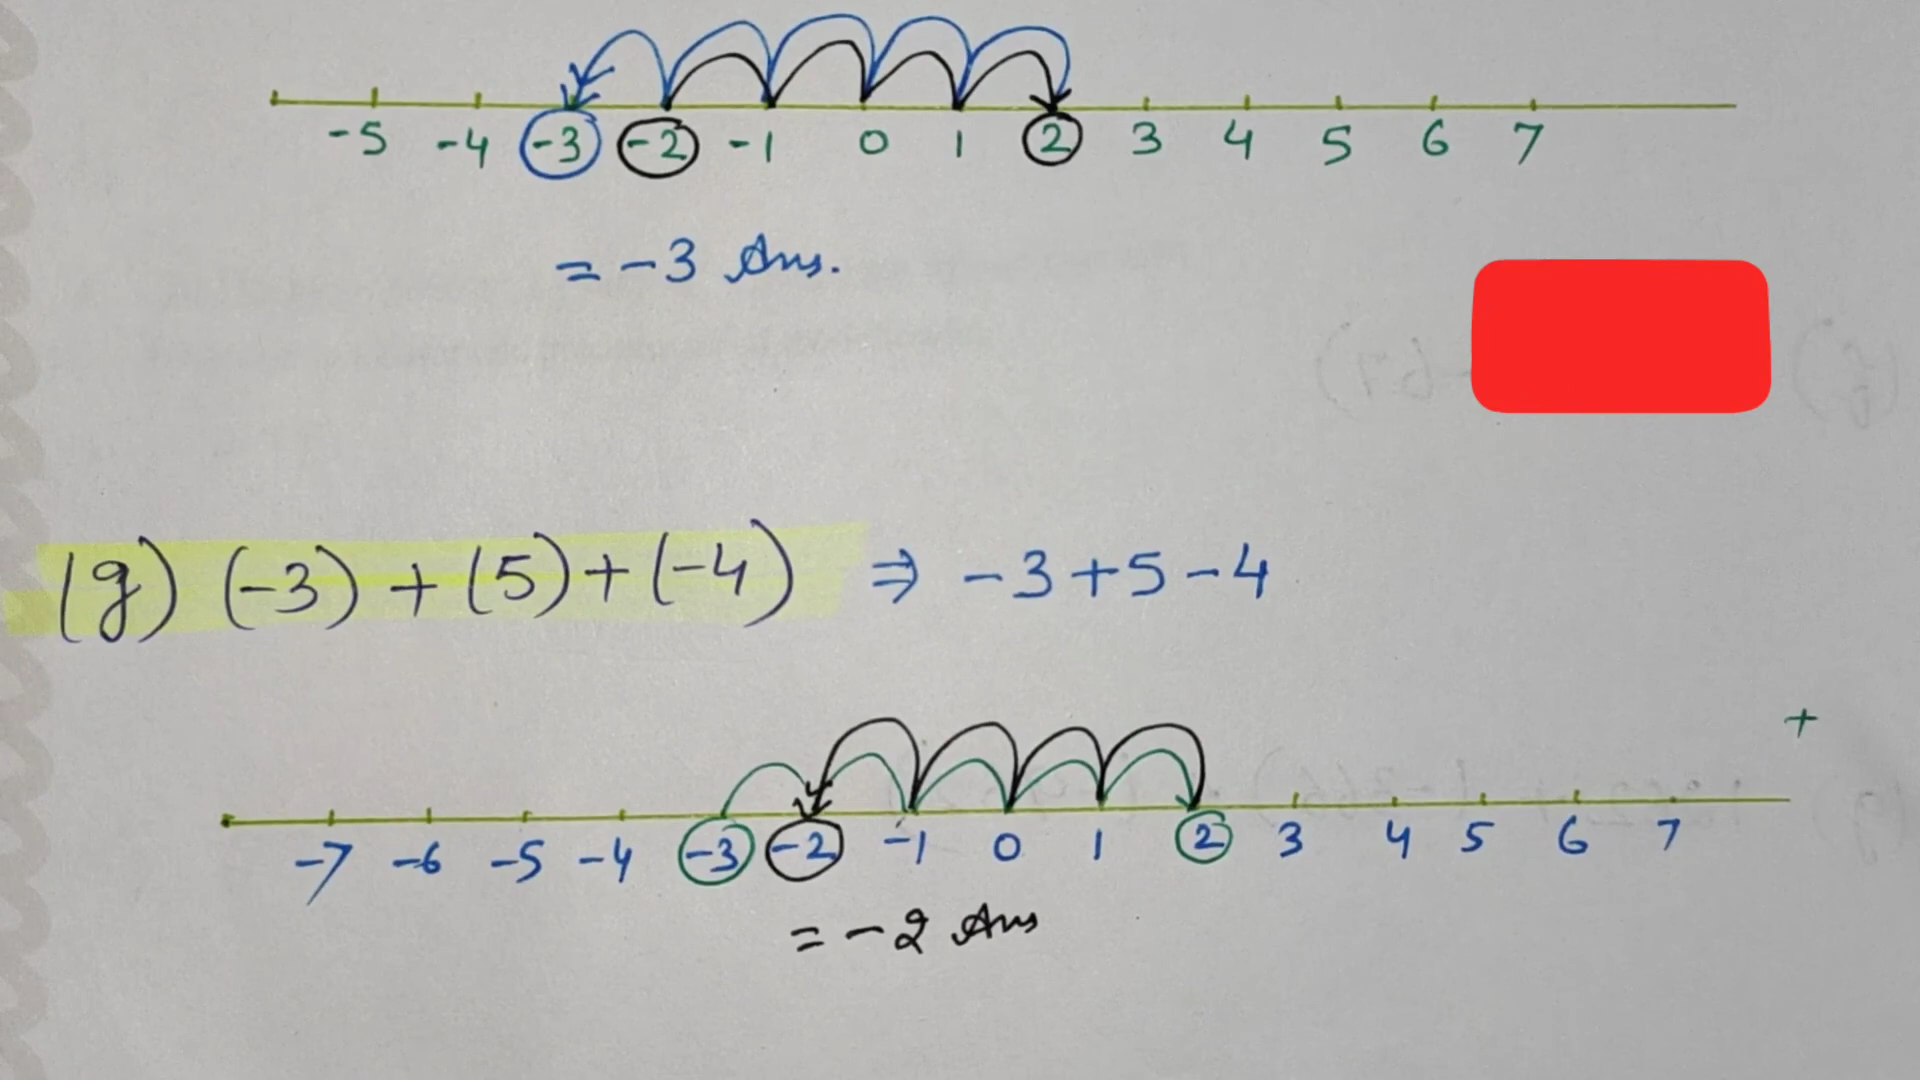 -5 -4 -3 -2 -1 0 1 2 3 4 5 6 7
= -3 Ans.
(g) (-3) + (5) + (-4) ⇒ -3+5-4
+
-7 -6 -5 -4 -3 -2 -1 0 1 2 3 4 5 6 7
= -2 Ans